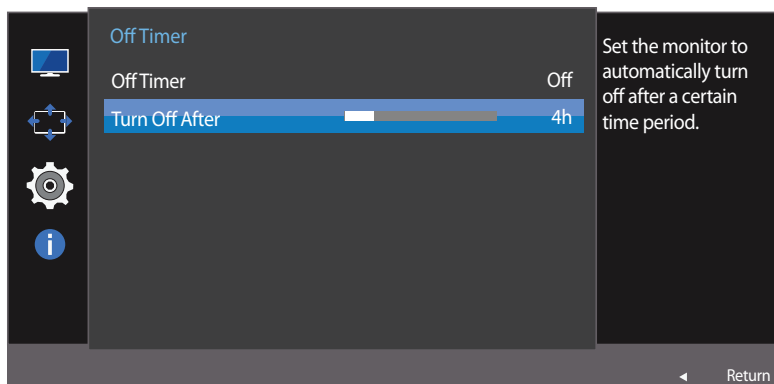 Off Timer
Off Timer Off
Turn Off After 4h
Set the monitor to
automatically turn
off after a certain
time period.
Return